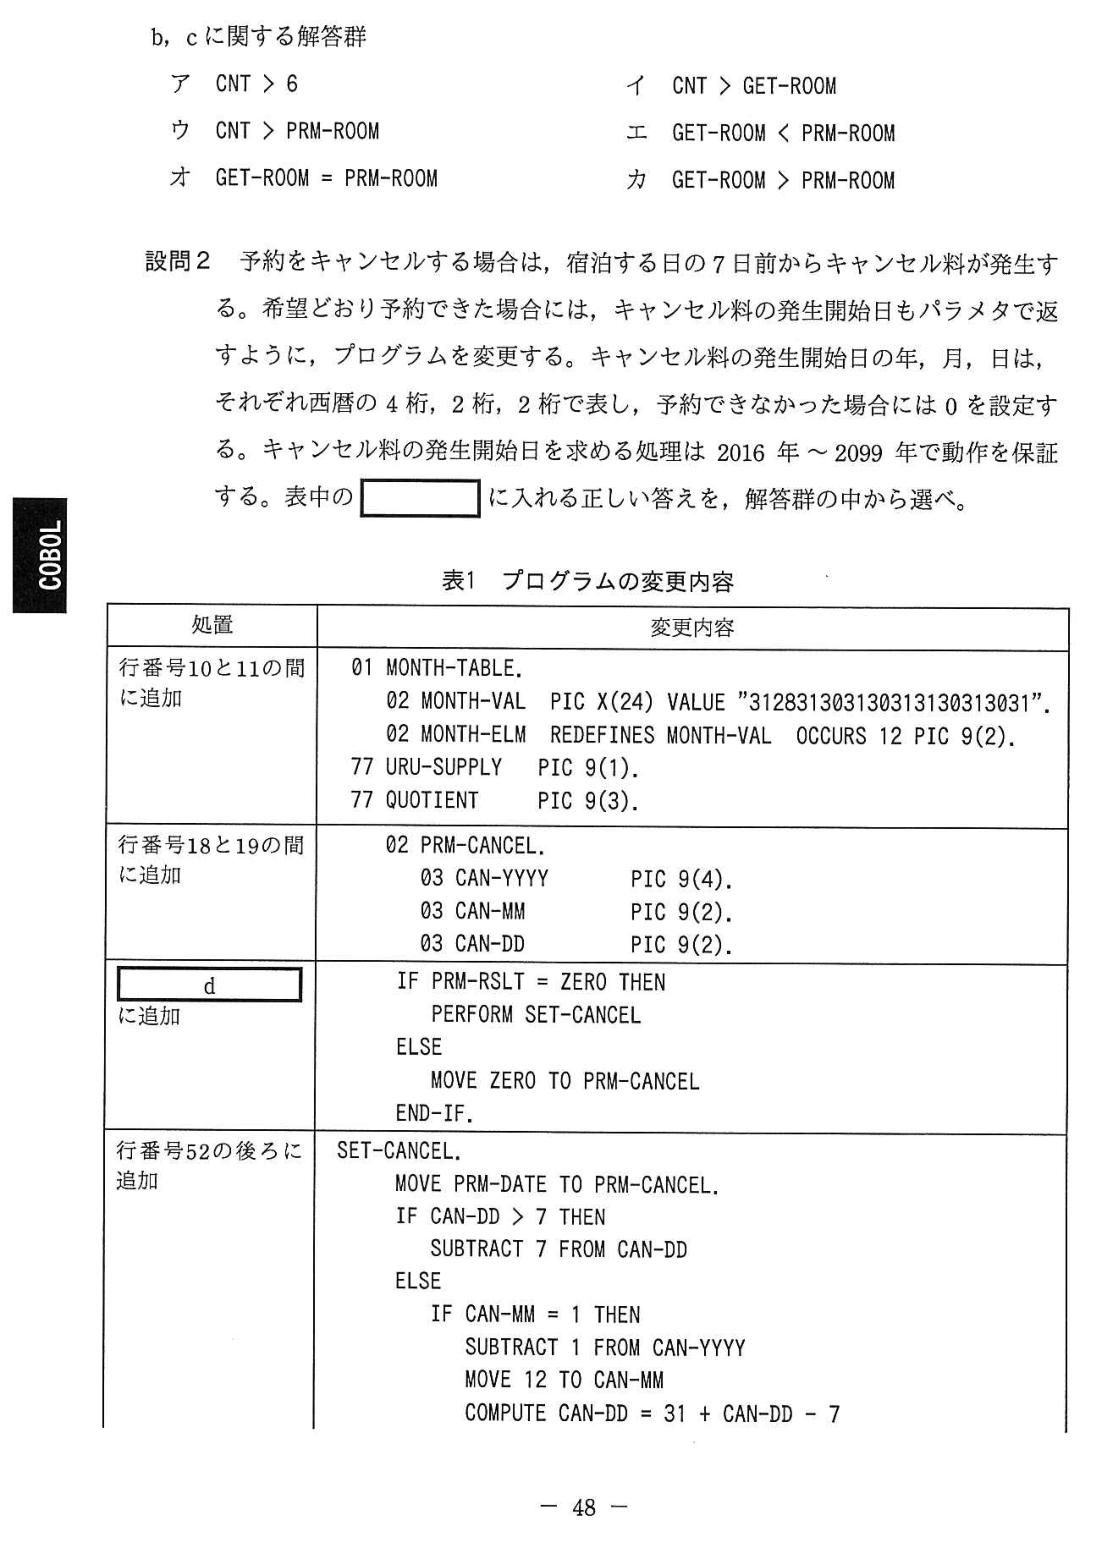 b，cに関する解答群
ア CNT > 6 イ CNT > GET-ROOM
ウ CNT > PRM-ROOM エ GET-ROOM < PRM-ROOM
オ GET-ROOM = PRM-ROOM カ GET-ROOM > PRM-ROOM
設問2 予約をキャンセルする場合は，宿泊する日の7日前からキャンセル料が発生す
る。希望どおり予約できた場合には，キャンセル料の発生開始日もパラメタで返
すように，プログラムを変更する。キャンセル料の発生開始日の年，月，日は，
それぞれ西暦の4桁，2桁，2桁で表し，予約できなかった場合には0を設定す
る。キャンセル料の発生開始日を求める処理は 2016 年～2099 年で動作を保証
する。表中の に入れる正しい答えを，解答群の中から選べ。
COBOL
表1 プログラムの変更内容
処置 変更内容
行番号10と11の間
に追加
01 MONTH-TABLE.
02 MONTH-VAL PIC X(24) VALUE "312831303130313130313031".
02 MONTH-ELM REDEFINES MONTH-VAL OCCURS 12 PIC 9(2).
77 URU-SUPPLY PIC 9(1).
77 QUOTIENT PIC 9(3).
行番号18と19の間
に追加
02 PRM-CANCEL.
03 CAN-YYYY PIC 9(4).
03 CAN-MM PIC 9(2).
03 CAN-DD PIC 9(2).
d
に追加
IF PRM-RSLT = ZERO THEN
PERFORM SET-CANCEL
ELSE
MOVE ZERO TO PRM-CANCEL
END-IF.
行番号52の後ろに
追加
SET-CANCEL.
MOVE PRM-DATE TO PRM-CANCEL.
IF CAN-DD > 7 THEN
SUBTRACT 7 FROM CAN-DD
ELSE
IF CAN-MM = 1 THEN
SUBTRACT 1 FROM CAN-YYYY
MOVE 12 TO CAN-MM
COMPUTE CAN-DD = 31 + CAN-DD - 7
― 48 ―